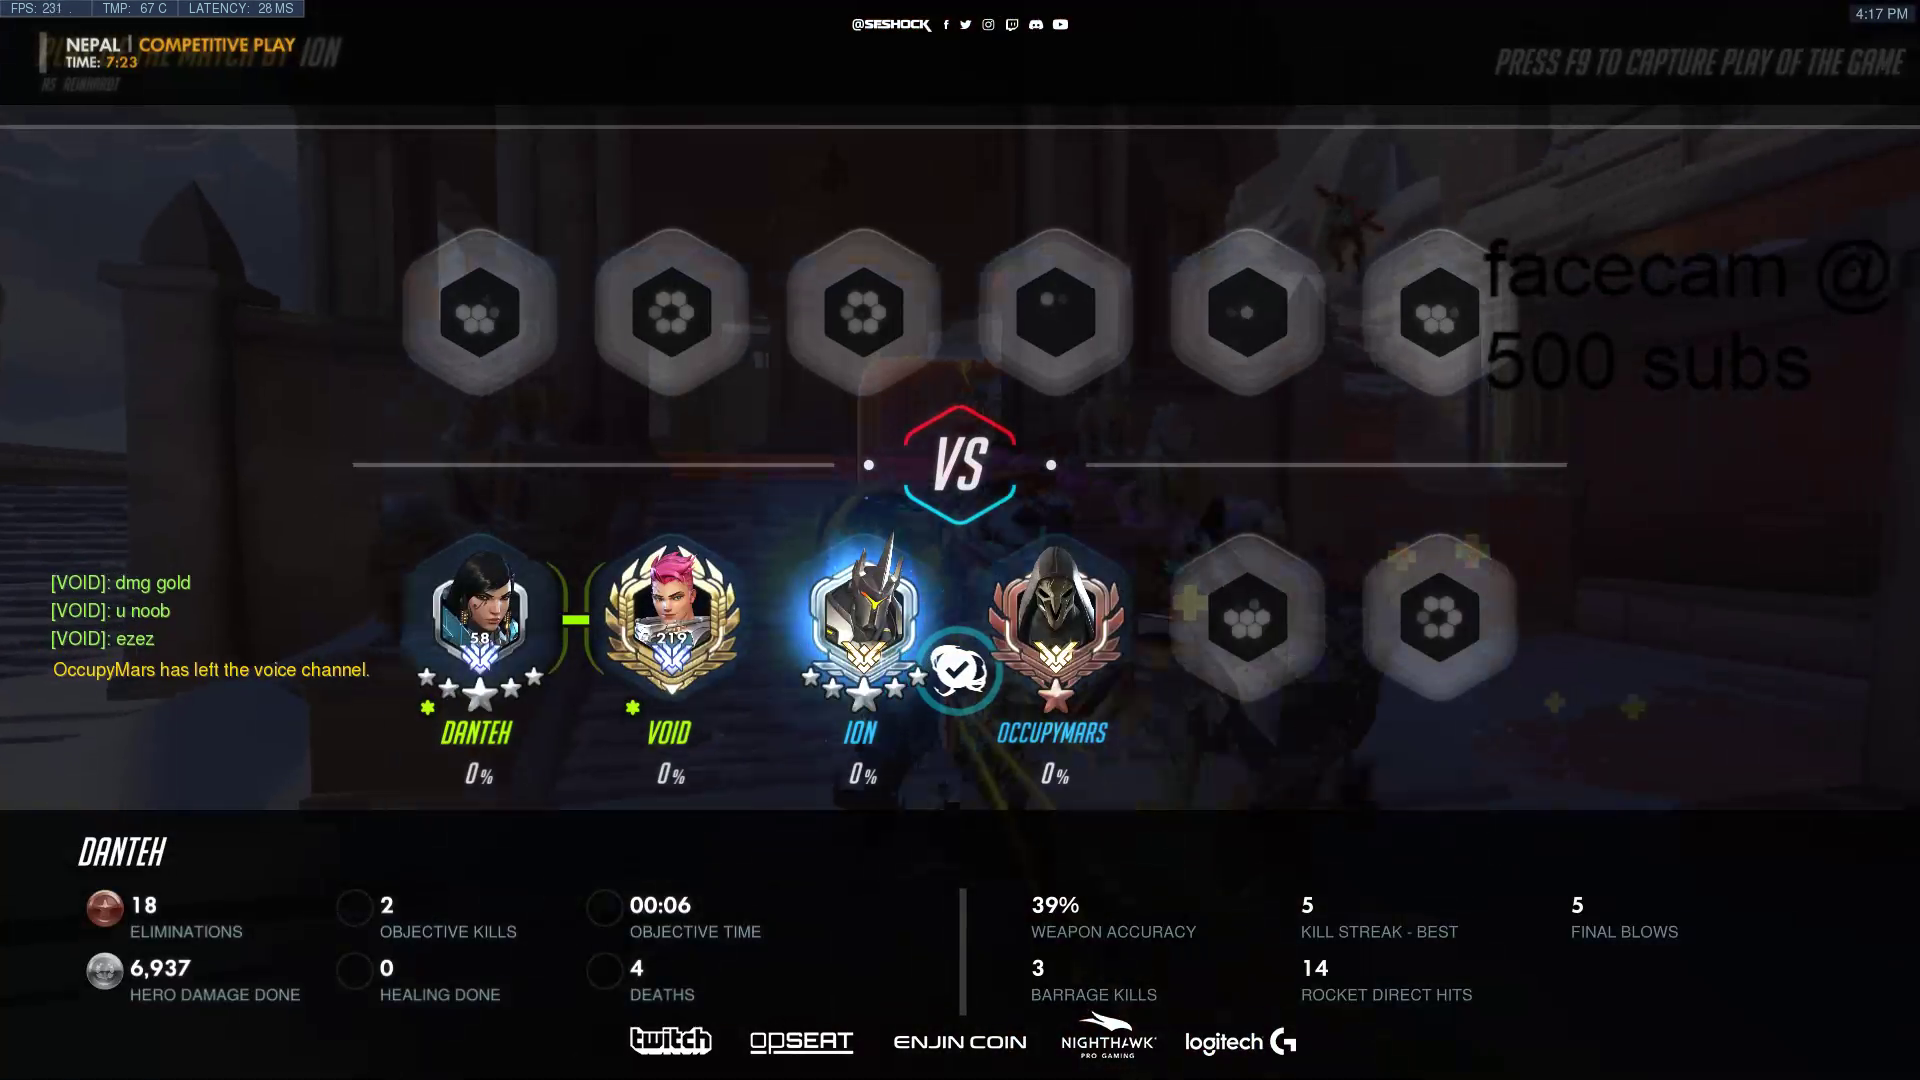 FPS: 231 TMP: 67 C LATENCY: 28 MS
@SESHOCK
4:17 PM
NEPAL | COMPETITIVE PLAY
TIME: 7:23
ION
AS REINHARDT
PRESS F9 TO CAPTURE PLAY OF THE GAME
facecam @
500 subs
VS
[VOID]: dmg gold
[VOID]: u noob
[VOID]: ezez
OccupyMars has left the voice channel.
58
219
DANTEH VOID ION OCCUPYMARS
0% 0% 0% 0%
DANTEH
18 2 00:06 39% 5 5
ELIMINATIONS OBJECTIVE KILLS OBJECTIVE TIME WEAPON ACCURACY KILL STREAK - BEST FINAL BLOWS
6,937 0 4 3 14
HERO DAMAGE DONE HEALING DONE DEATHS BARRAGE KILLS ROCKET DIRECT HITS
twitch OPSEAT ENJIN COIN NIGHTHAWK PRO GAMING logitech G